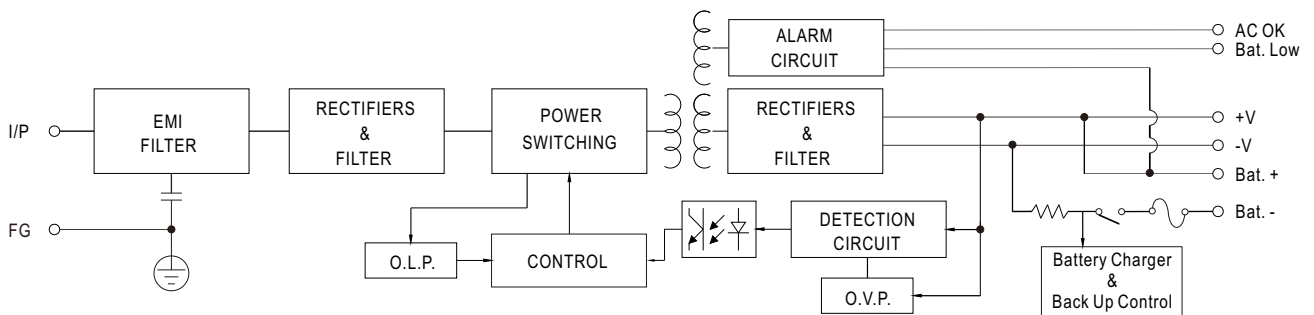 ALARM
CIRCUIT
AC OK
Bat. Low
I/P
EMI
FILTER
RECTIFIERS
&
FILTER
POWER
SWITCHING
RECTIFIERS
&
FILTER
+V
-V
Bat. +
FG
O.L.P.
CONTROL
DETECTION
CIRCUIT
O.V.P.
Bat. -
Battery Charger
&
Back Up Control